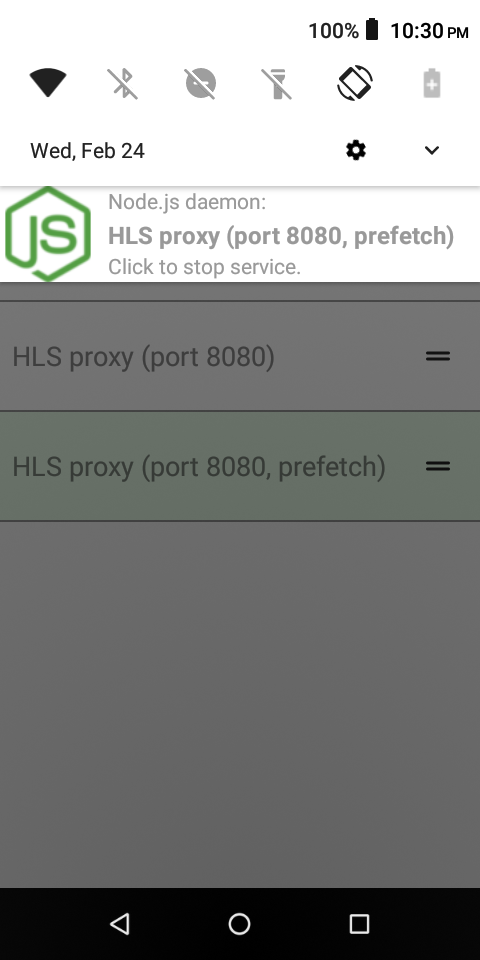 100% 10:30 PM
Wed, Feb 24
JS
Node.js daemon:
HLS proxy (port 8080, prefetch)
Click to stop service.
HLS proxy (port 8080)
HLS proxy (port 8080, prefetch)